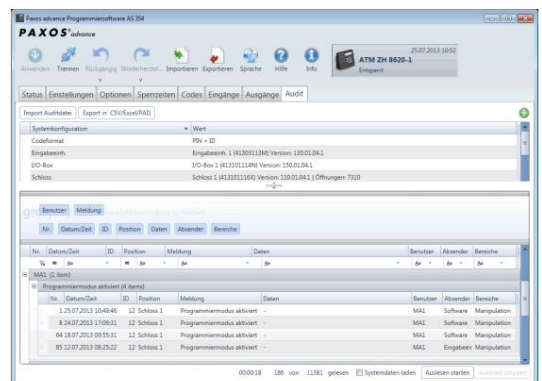 Paxos advance Programmiersoftware AS 354
PAXOS® advance
Anwenden Trennen Rückgängig Wiederherstel... Importieren Exportieren Sprache Hilfe Info
25.07.2013 10:52
ATM ZH 8620-1
Entsperrt
Status Einstellungen Optionen Sperrzeiten Codes Eingänge Ausgänge Audit
Import Auditdatei Export in CSV/Excel/PAD
Systemkonfiguration Wert
Codeformat PIN + ID
Eingabeeinh. Eingabeeinh. 1 (41303113M) Version: 130.01.04.1
I/O-Box I/O-Box 1 (413101114N) Version: 150.01.04.1
Schloss Schloss 1 (413101116X) Version: 110.01.04.1 | Öffnungen: 7310
Benutzer Meldung
Nr. Datum/Zeit ID Position Daten Absender Bereiche
Nr. Datum/Zeit ID Position Meldung Daten Benutzer Absender Bereiche
MA1 (1 item)
Programmiermodus aktiviert (4 items)
Nr. Datum/Zeit ID Position Meldung Daten Benutzer Absender Bereiche
1 25.07.2013 10:49:46 12 Schloss 1 Programmiermodus aktiviert - MA1 Software Manipulation
8 24.07.2013 17:09:31 12 Schloss 1 Programmiermodus aktiviert - MA1 Software Manipulation
64 18.07.2013 09:55:31 12 Schloss 1 Programmiermodus aktiviert - MA1 Software Manipulation
85 12.07.2013 08:25:22 12 Schloss 1 Programmiermodus aktiviert - MA1 Eingabeeir Manipulation
00:00:18 186 von 11381 gelesen Systemdaten laden Auslesen starten Auslesen stoppen